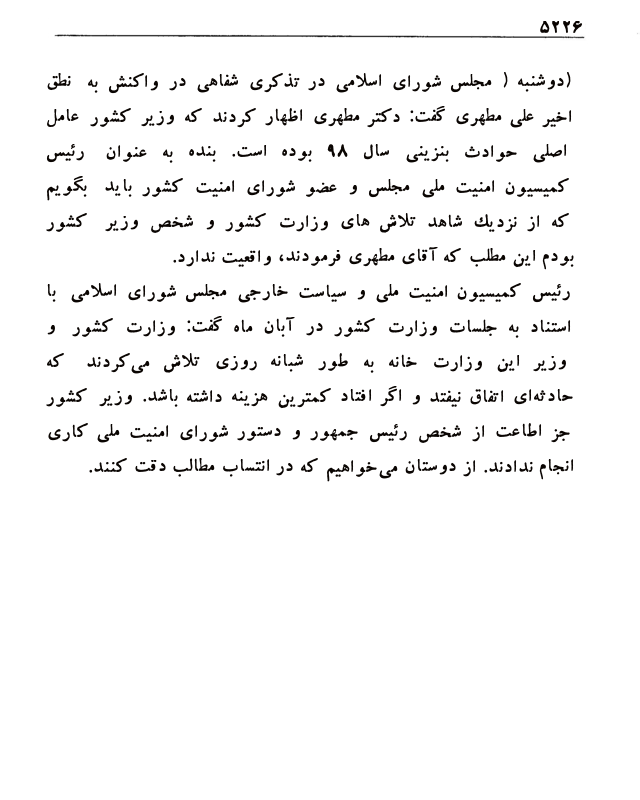 ۵۲۲۶
(دوشنبه ( مجلس شورای اسلامی در تذکری شفاهی در واکنش به نطق
اخیر علی مطهری گفت: دکتر مطهری اظهار کردند که وزیر کشور عامل
اصلی حوادث بنزینی سال ۹۸ بوده است. بنده به عنوان رئیس
کمیسیون امنیت ملی مجلس و عضو شورای امنیت کشور باید بگویم
که از نزدیك شاهد تلاش های وزارت کشور و شخص وزیر کشور
بودم این مطلب که آقای مطهری فرمودند، واقعیت ندارد.
رئیس کمیسیون امنیت ملی و سیاست خارجی مجلس شورای اسلامی با
استناد به جلسات وزارت کشور در آبان ماه گفت: وزارت کشور و
وزیر این وزارت خانه به طور شبانه روزی تلاش می‌کردند که
حادثه‌ای اتفاق نیفتد و اگر افتاد کمترین هزینه داشته باشد. وزیر کشور
جز اطاعت از شخص رئیس جمهور و دستور شورای امنیت ملی کاری
انجام ندادند. از دوستان می‌خواهیم که در انتساب مطالب دقت کنند.